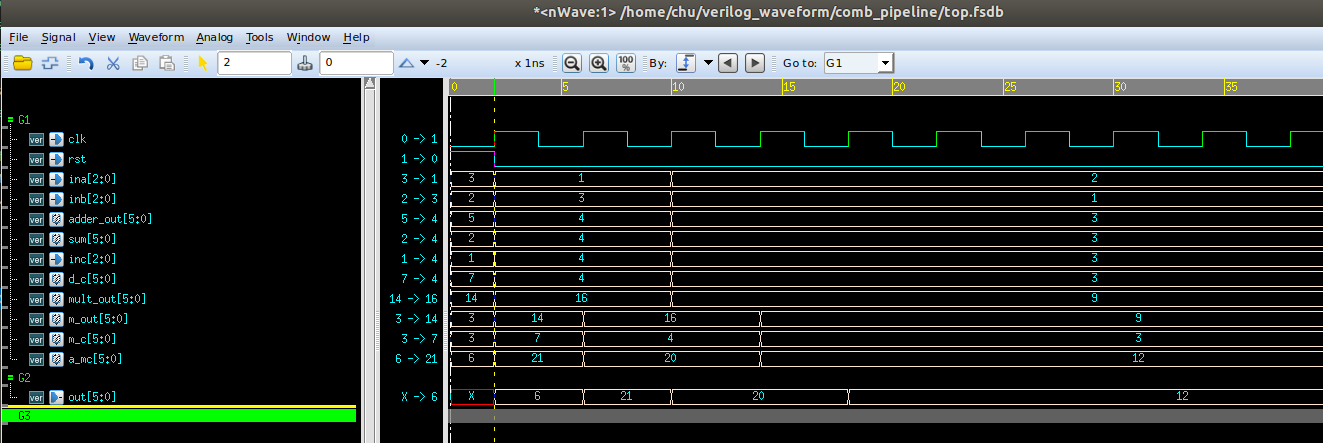 *<nWave:1> /home/chu/verilog_waveform/comb_pipeline/top.fsdb
File Signal View Waveform Analog Tools Window Help
2 0 -2 x 1ns 100 % By: Go to: G1
0 5 10 15 20 25 30 35
G1
ver clk 0 -> 1
ver rst 1 -> 0
ver ina[2:0] 3 -> 1 3 1 2
ver inb[2:0] 2 -> 3 2 3 1
ver adder_out[5:0] 5 -> 4 5 4 3
ver sum[5:0] 2 -> 4 2 4 3
ver inc[2:0] 1 -> 4 1 4 3
ver d_c[5:0] 7 -> 4 7 4 3
ver mult_out[5:0] 14 -> 16 14 16 9
ver m_out[5:0] 3 -> 14 3 14 16 9
ver m_c[5:0] 3 -> 7 3 7 4 3
ver a_mc[5:0] 6 -> 21 6 21 20 12
G2
ver out[5:0] X -> 6 X 6 21 20 12
G3